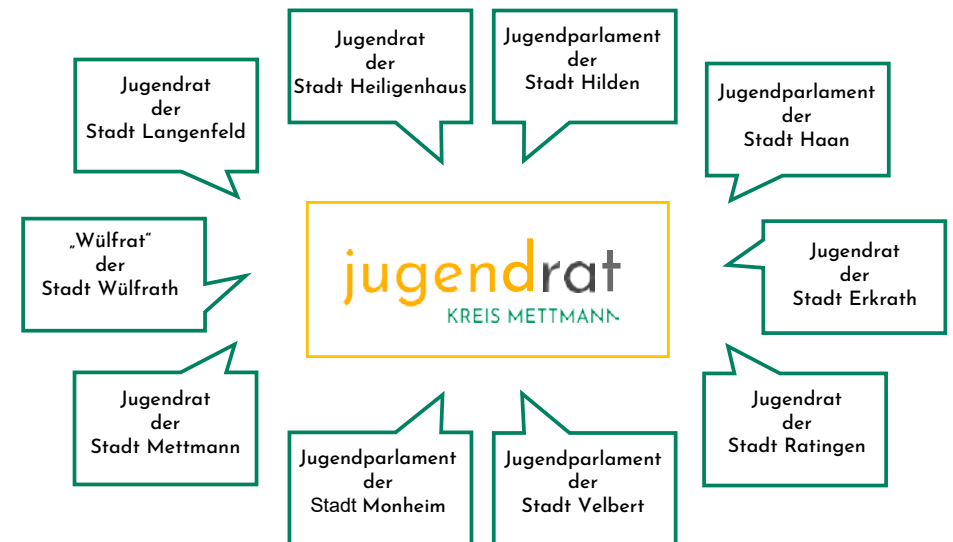 Jugendrat
der
Stadt Langenfeld
Jugendrat
der
Stadt Heiligenhaus
Jugendparlament
der
Stadt Hilden
Jugendparlament
der
Stadt Haan
„Wülfrat“
der
Stadt Wülfrath
jugendrat
KREIS METTMANN
Jugendrat
der
Stadt Erkrath
Jugendrat
der
Stadt Mettmann
Jugendparlament
der
Stadt Monheim
Jugendparlament
der
Stadt Velbert
Jugendrat
der
Stadt Ratingen